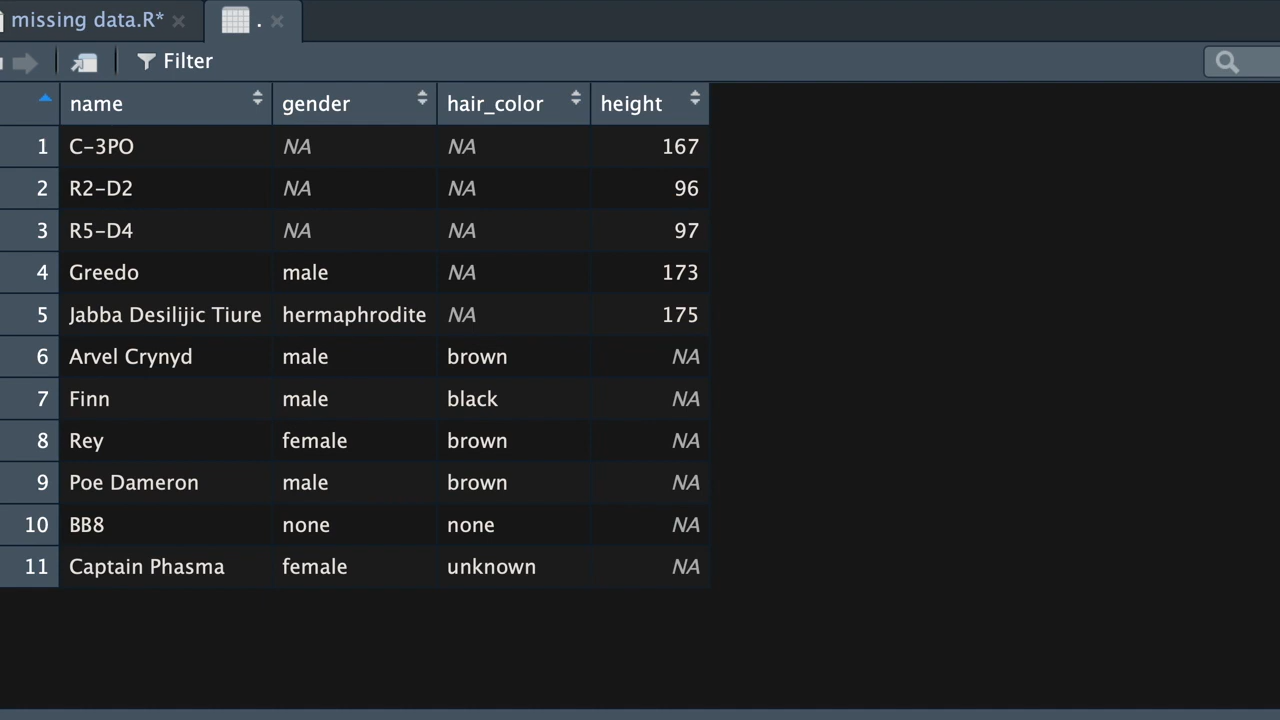 missing data.R* .
Filter
name gender hair_color height
1 C-3PO NA NA 167
2 R2-D2 NA NA 96
3 R5-D4 NA NA 97
4 Greedo male NA 173
5 Jabba Desilijic Tiure hermaphrodite NA 175
6 Arvel Crynyd male brown NA
7 Finn male black NA
8 Rey female brown NA
9 Poe Dameron male brown NA
10 BB8 none none NA
11 Captain Phasma female unknown NA